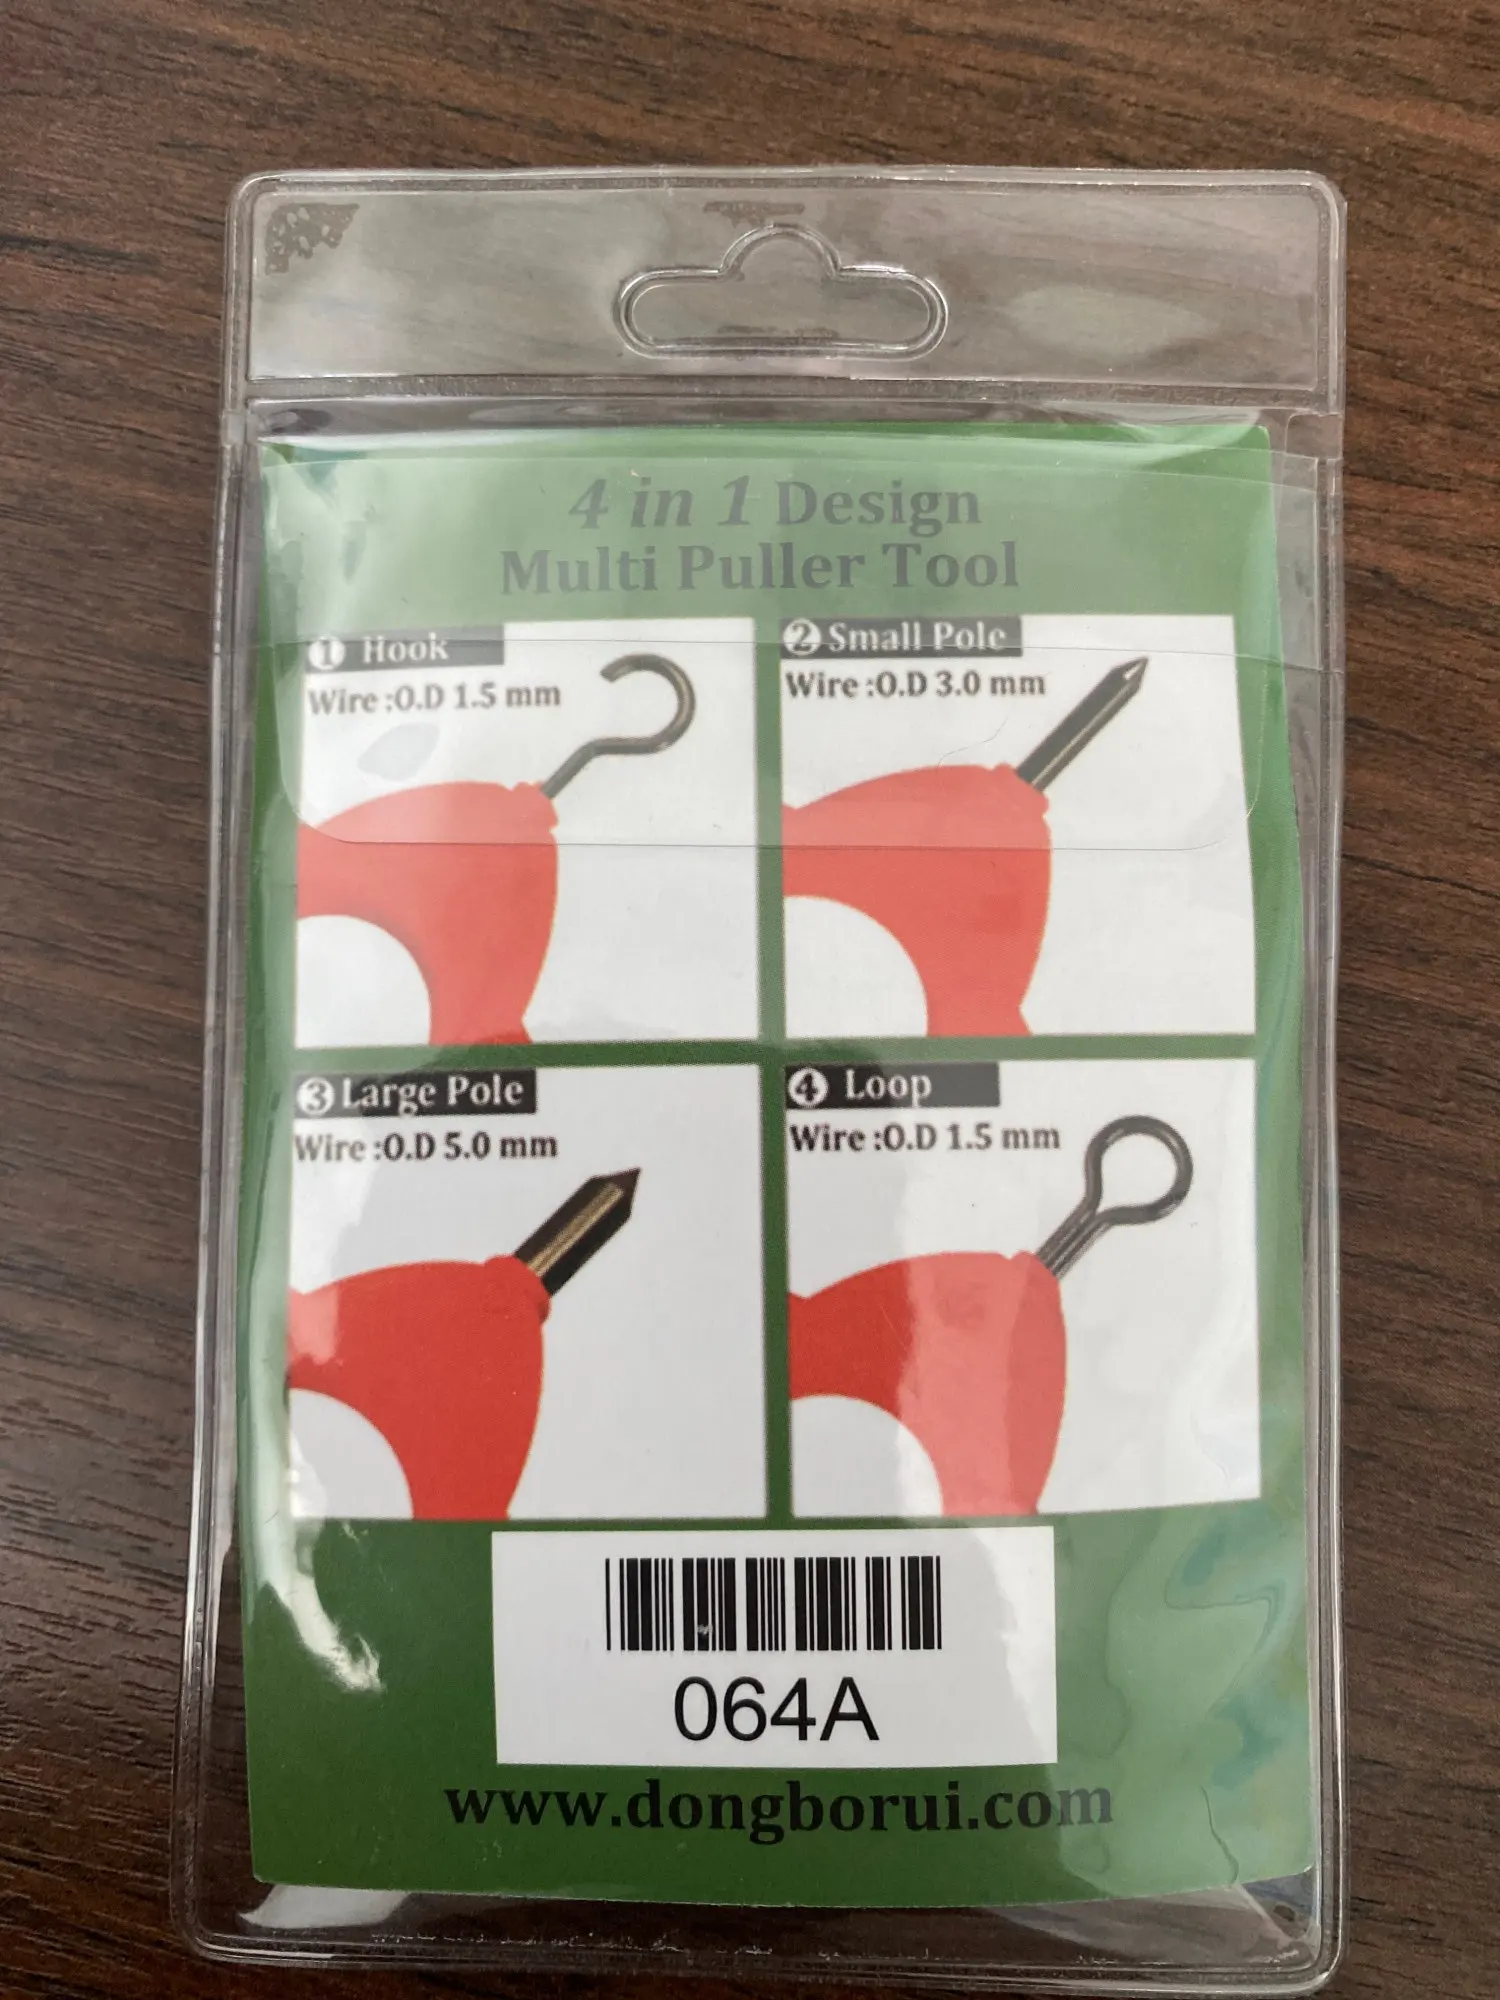 4 in 1 Design
Multi Puller Tool
1 Hook
Wire :O.D 1.5 mm
2 Small Pole
Wire :O.D 3.0 mm
3 Large Pole
Wire :O.D 5.0 mm
4 Loop
Wire :O.D 1.5 mm
064A
www.dongborui.com